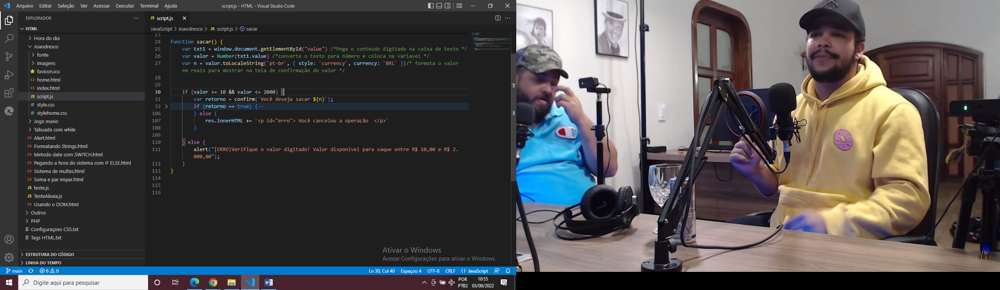 Arquivo Editar Seleção Ver Acessar Executar Terminal Ajuda
script.js - HTML - Visual Studio Code
EXPLORADOR
HTML
Hora do dia
Joaodresco
fonte
imagens
favicon.ico
home.html
index.html
JS script.js
# style.css
# stylehome.css
Jogo mario
Tabuada com while
Alert.html
Formatando Strings.html
Metodo date com SWITCH.html
Pegando a hora do sistema com IF ELSE.html
Sistema de multas.html
Soma e par impar.html
JS teste.js
JS TesteAlexia.js
Usando o DOM.html
Outros
PHP
Configuraçoes CSS.txt
Tags HTML.txt
ESTRUTURA DO CÓDIGO
LINHA DO TEMPO
JS script.js
JavaScript > Joaodresco > JS script.js > sacar
23
24 function sacar() {
25 var txt1 = window.document.getElementById("value") /*Pega o conteudo digitado na caixa de texto */
26 var valor = Number(txt1.value) /*converte o texto para número e coloca na variavel */
27 var n = valor.toLocaleString(`pt-br`, { style: `currency`, currency: `BRL` })/* formata o valor
em reais para mostrar na tela de confirmação do valor */
28
29
30 if (valor >= 10 && valor <= 2000) {
31 var retorno = confirm(`Você deseja sacar ${n}`);
32 if (retorno == true) {···
106 } else {
107 res.innerHTML += `<p id="erro"> Você cancelou a operação  </p>`
108 }
109
110 } else {
111 alert("[ERRO}Verifique o valor digitado! Valor disponível para saque entre R$ 10,00 e R$ 2.
000,00");
112 }
113 }
114
115
116
Ativar o Windows
Acesse Configurações para ativar o Windows.
main 6 0 Ln 30, Col 40 Espaços: 4 UTF-8 CRLF {} JavaScript
Digite aqui para pesquisar
POR
PTB2
10:55
03/08/2022